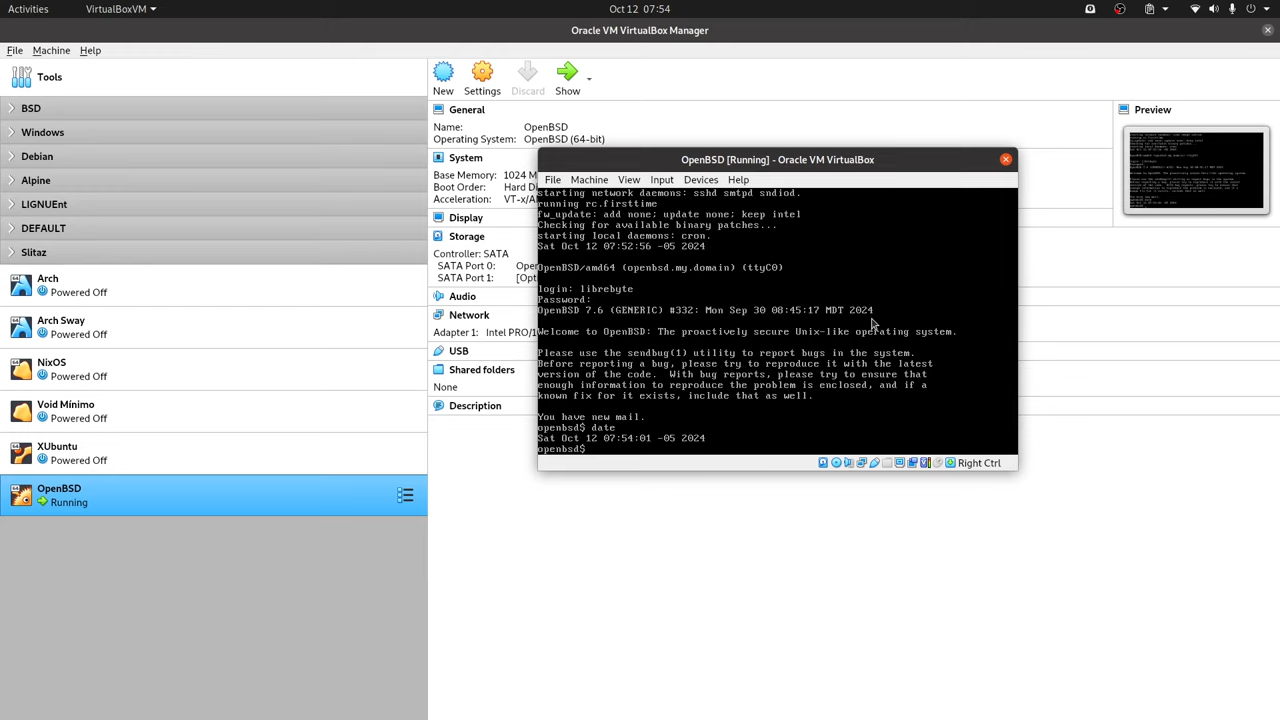 Activities VirtualBoxVM Oct 12 07:54
Oracle VM VirtualBox Manager
File Machine Help
Tools
BSD
Windows
Debian
Alpine
LIGNUEnt
DEFAULT
Slitaz
Arch
Powered Off
Arch Sway
Powered Off
NixOS
Powered Off
Void Mínimo
Powered Off
XUbuntu
Powered Off
OpenBSD
Running
New Settings Discard Show
General
Name: OpenBSD
Operating System: OpenBSD (64-bit)
System
Base Memory: 1024 M
Boot Order: Hard Dis
Acceleration: VT-x/A
Display
Storage
Controller: SATA
SATA Port 0:
SATA Port 1: [Opt
Audio
Network
Adapter 1: Intel PRO/1
USB
Shared folders
None
Description
Preview
OpenBSD [Running] - Oracle VM VirtualBox
File Machine View Input Devices Help
starting network daemons: sshd smtpd sndiod.
running rc.firsttime
fw_update: add none; update none; keep intel
Checking for available binary patches...
starting local daemons: cron.
Sat Oct 12 07:52:56 -05 2024
OpenBSD/amd64 (openbsd.my.domain) (ttyC0)
login: librebyte
Password:
OpenBSD 7.6 (GENERIC) #332: Mon Sep 30 08:45:17 MDT 2024
Welcome to OpenBSD: The proactively secure Unix-like operating system.
Please use the sendbug(1) utility to report bugs in the system.
Before reporting a bug, please try to reproduce it with the latest
version of the code. With bug reports, please try to ensure that
enough information to reproduce the problem is enclosed, and if a
known fix for it exists, include that as well.
You have new mail.
openbsd$ date
Sat Oct 12 07:54:01 -05 2024
openbsd$
Right Ctrl